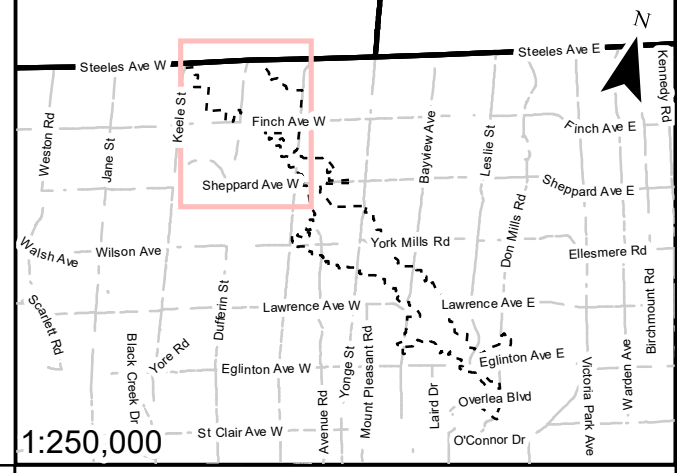 N
Steeles Ave W
Steeles Ave E
Kennedy Rd
Weston Rd
Jane St
Keele St
Finch Ave W
Bayview Ave
Leslie St
Finch Ave E
Sheppard Ave W
Sheppard Ave E
Don Mills Rd
Walsh Ave
Wilson Ave
York Mills Rd
Ellesmere Rd
Scarlett Rd
Dufferin St
Lawrence Ave W
Lawrence Ave E
Birchmount Rd
Black Creek Dr
Yore Rd
Eglinton Ave W
Yonge St
Mount Pleasant Rd
Eglinton Ave E
Avenue Rd
Laird Dr
Overlea Blvd
Victoria Park Ave
Warden Ave
1:250,000
St Clair Ave W
O'Connor Dr